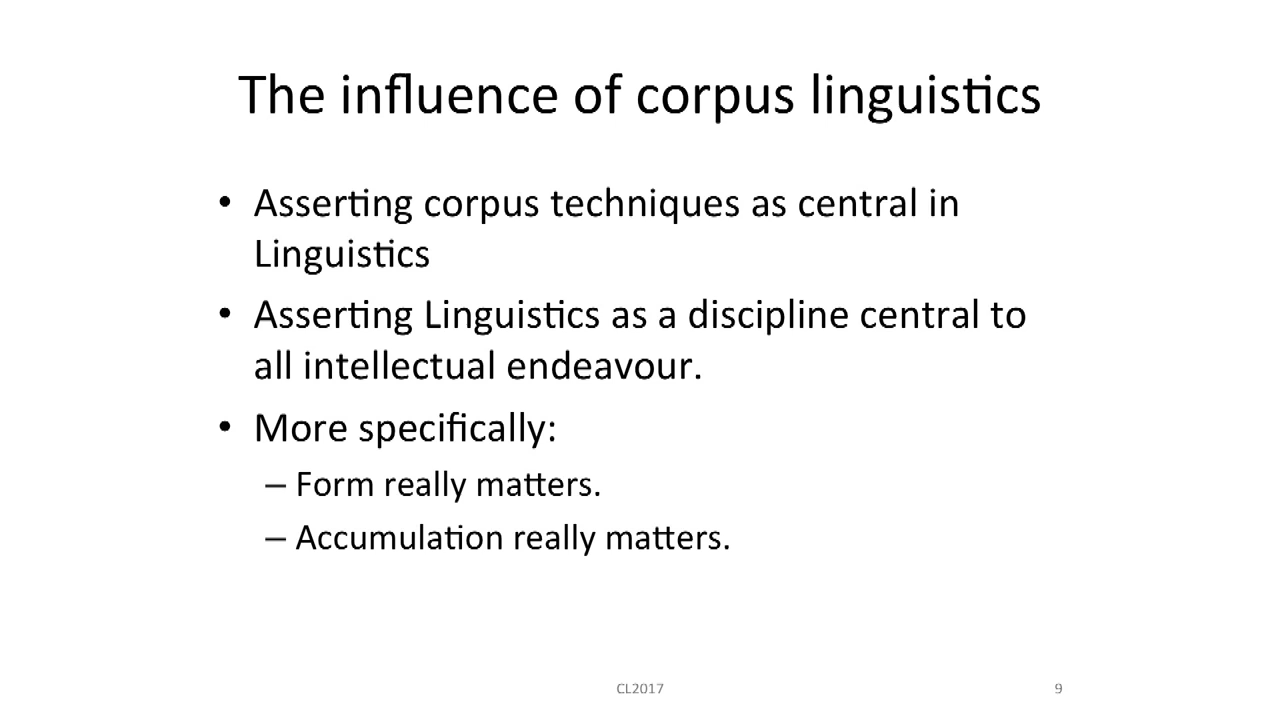 The influence of corpus linguistics
• Asserting corpus techniques as central in
Linguistics
• Asserting Linguistics as a discipline central to
all intellectual endeavour.
• More specifically:
– Form really matters.
– Accumulation really matters.
CL2017
9